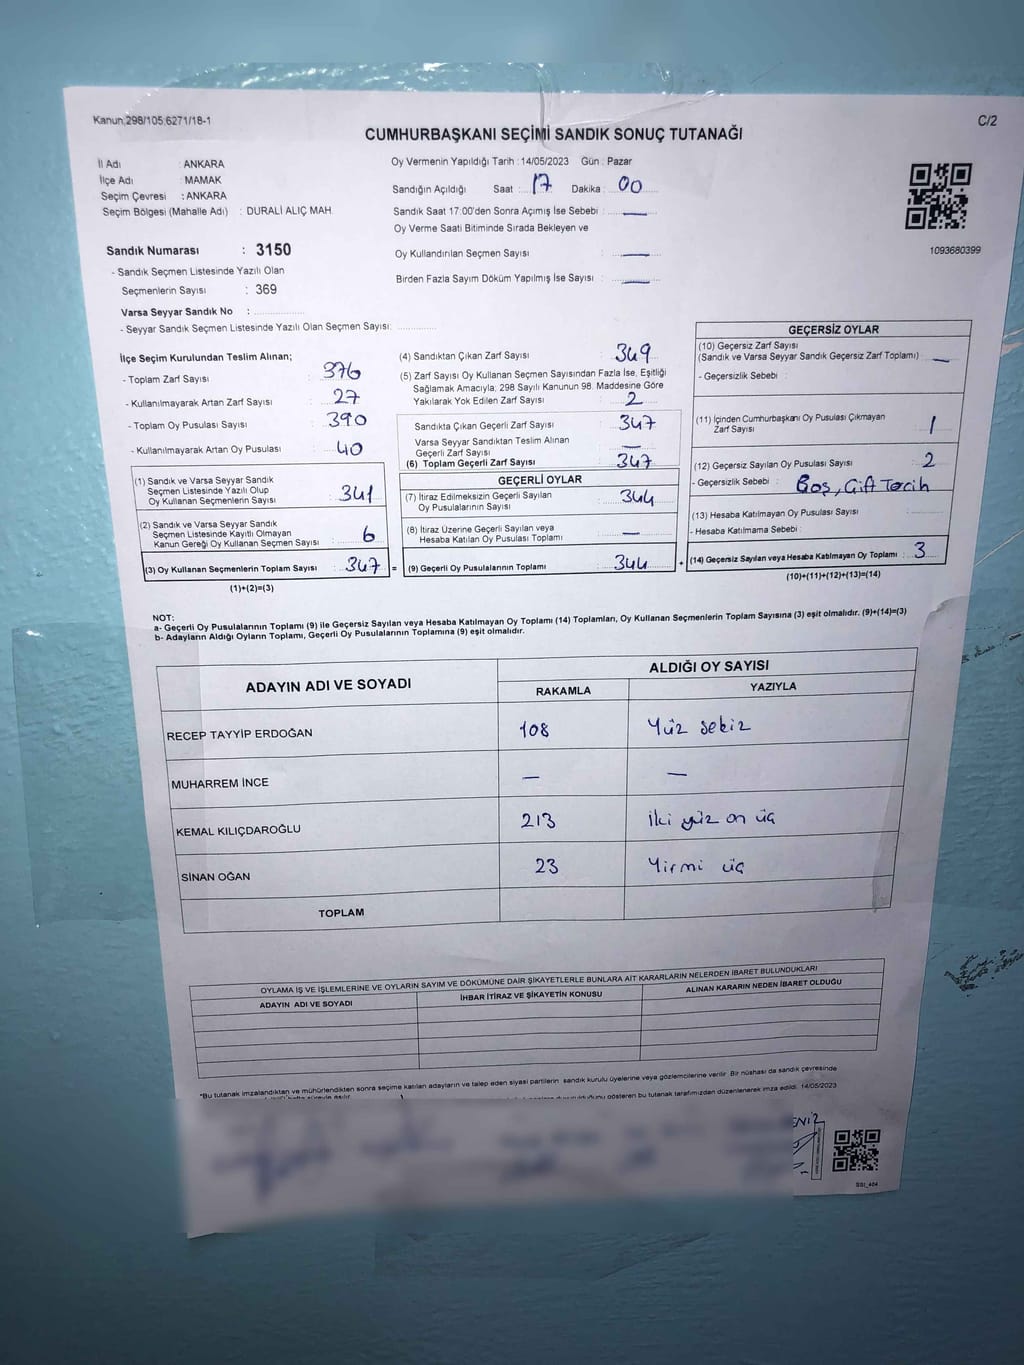 Kanun:298/105;6271/18-1
C/2
CUMHURBAŞKANI SEÇİMİ SANDIK SONUÇ TUTANAĞI
İl Adı : ANKARA
İlçe Adı : MAMAK
Seçim Çevresi : ANKARA
Seçim Bölgesi (Mahalle Adı) : DURALİ ALIÇ MAH.
Oy Vermenin Yapıldığı Tarih : 14/05/2023 Gün : Pazar
Sandığın Açıldığı Saat : 17 Dakika : 00
Sandık Saat 17:00'den Sonra Açımış İse Sebebi : —
Oy Verme Saati Bitiminde Sırada Bekleyen ve
Oy Kullandırılan Seçmen Sayısı : —
Birden Fazla Sayım Döküm Yapılmış İse Sayısı : —
1093680399
Sandık Numarası : 3150
- Sandık Seçmen Listesinde Yazılı Olan
Seçmenlerin Sayısı : 369
Varsa Seyyar Sandık No :
- Seyyar Sandık Seçmen Listesinde Yazılı Olan Seçmen Sayısı:
İlçe Seçim Kurulundan Teslim Alınan;
- Toplam Zarf Sayısı : 376
- Kullanılmayarak Artan Zarf Sayısı : 27
- Toplam Oy Pusulası Sayısı : 390
- Kullanılmayarak Artan Oy Pusulası : 40
(1) Sandık ve Varsa Seyyar Sandık
Seçmen Listesinde Yazılı Olup
Oy Kullanan Seçmenlerin Sayısı : 341
(2) Sandık ve Varsa Seyyar Sandık
Seçmen Listesinde Kayıtlı Olmayan
Kanun Gereği Oy Kullanan Seçmen Sayısı : 6
(3) Oy Kullanan Seçmenlerin Toplam Sayısı : 347 =
(1)+(2)=(3)
(4) Sandıktan Çıkan Zarf Sayısı : 349
(5) Zarf Sayısı Oy Kullanan Seçmen Sayısından Fazla İse, Eşitliği
Sağlamak Amacıyla; 298 Sayılı Kanunun 98. Maddesine Göre
Yakılarak Yok Edilen Zarf Sayısı : 2
Sandıkta Çıkan Geçerli Zarf Sayısı : 347
Varsa Seyyar Sandıktan Teslim Alınan
Geçerli Zarf Sayısı : —
(6) Toplam Geçerli Zarf Sayısı : 347
GEÇERLİ OYLAR
(7) İtiraz Edilmeksizin Geçerli Sayılan
Oy Pusulalarının Sayısı : 344
(8) İtiraz Üzerine Geçerli Sayılan veya
Hesaba Katılan Oy Pusulası Toplamı : —
(9) Geçerli Oy Pusulalarının Toplamı : 344 +
GEÇERSİZ OYLAR
(10) Geçersiz Zarf Sayısı
(Sandık ve Varsa Seyyar Sandık Geçersiz Zarf Toplamı) : —
- Geçersizlik Sebebi :
(11) İçinden Cumhurbaşkanı Oy Pusulası Çıkmayan
Zarf Sayısı 1
(12) Geçersiz Sayılan Oy Pusulası Sayısı : 2
- Geçersizlik Sebebi : Boş, Çift Tercih
(13) Hesaba Katılmayan Oy Pusulası Sayısı :
- Hesaba Katılmama Sebebi :
(14) Geçersiz Sayılan veya Hesaba Katılmayan Oy Toplamı : 3
(10)+(11)+(12)+(13)=(14)
NOT:
a- Geçerli Oy Pusulalarının Toplamı (9) ile Geçersiz Sayılan veya Hesaba Katılmayan Oy Toplamı (14) Toplamları, Oy Kullanan Seçmenlerin Toplam Sayısına (3) eşit olmalıdır. (9)+(14)=(3)
b- Adayların Aldığı Oyların Toplamı, Geçerli Oy Pusulalarının Toplamına (9) eşit olmalıdır.
ADAYIN ADI VE SOYADI ALDIĞI OY SAYISI
RAKAMLA YAZIYLA
RECEP TAYYİP ERDOĞAN 108 Yüz sekiz
MUHARREM İNCE — —
KEMAL KILIÇDAROĞLU 213 iki yüz on üç
SİNAN OĞAN 23 Yirmi üç
TOPLAM
OYLAMA İŞ VE İŞLEMLERİNE VE OYLARIN SAYIM VE DÖKÜMÜNE DAİR ŞİKAYETLERLE BUNLARA AİT KARARLARIN NELERDEN İBARET BULUNDUKLARI
ADAYIN ADI VE SOYADI İHBAR İTİRAZ VE ŞİKAYETİN KONUSU ALINAN KARARIN NEDEN İBARET OLDUĞU
*Bu tutanak imzalandıktan ve mühürlendikten sonra seçime katılan adayların ve talep eden siyasi partilerin sandık kurulu üyelerine veya gözlemcilerine verilir. Bir nüshası da sandık çevresinde
gösteren bu tutanak tarafımızdan düzenlenerek imza edildi. 14/05/2023